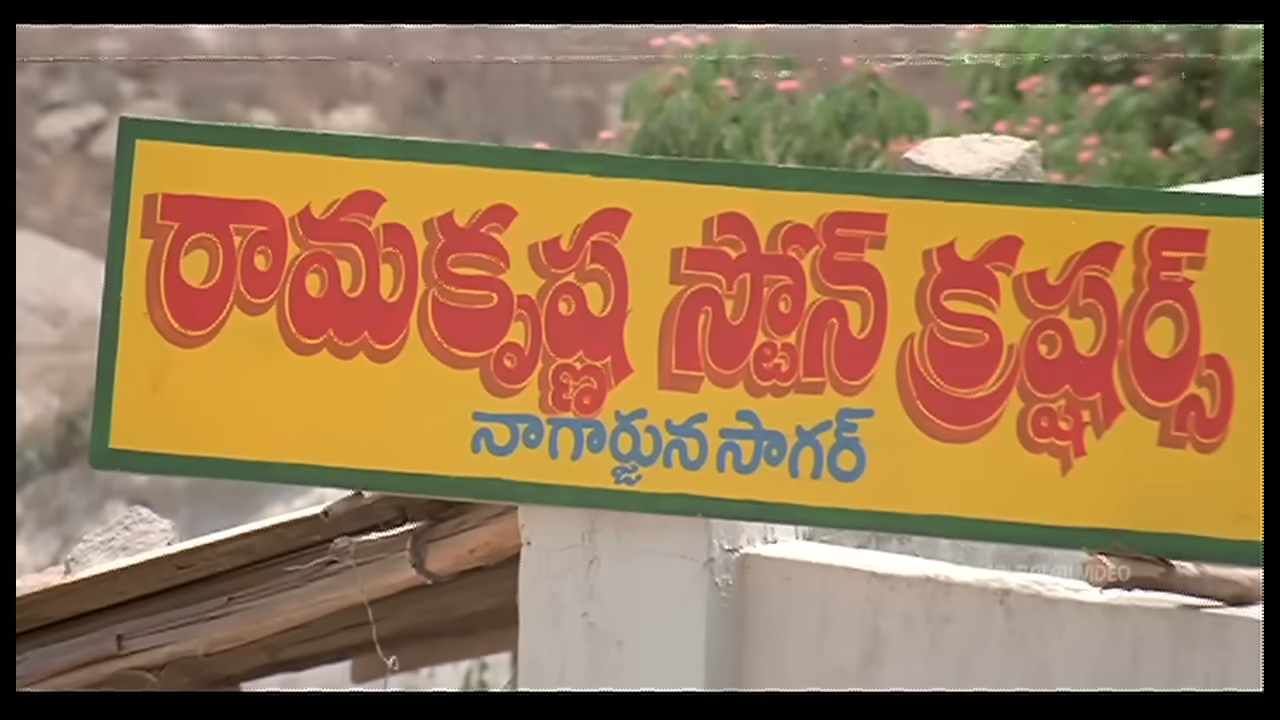 రామకృష్ణ స్టోన్ క్రషర్స్
నాగార్జున సాగర్